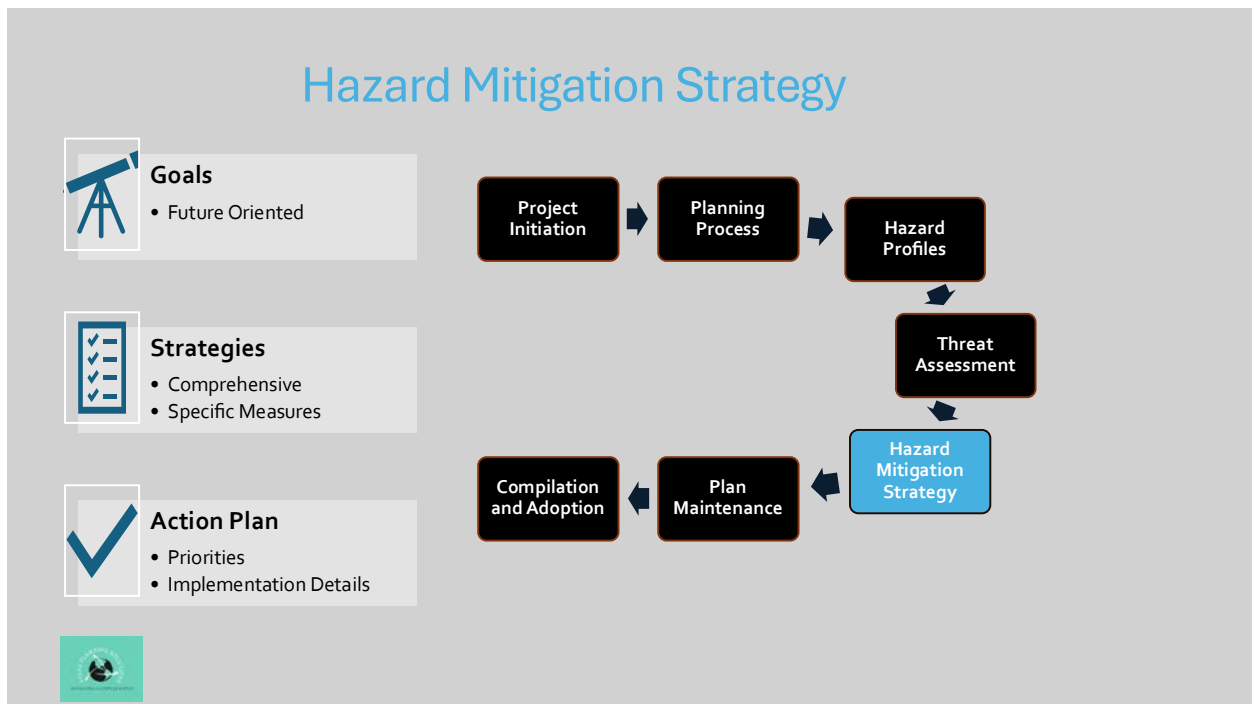 Hazard Mitigation Strategy
Goals
• Future Oriented
Strategies
• Comprehensive
• Specific Measures
Action Plan
• Priorities
• Implementation Details
Project
Initiation
Planning
Process
Hazard
Profiles
Threat
Assessment
Hazard
Mitigation
Strategy
Plan
Maintenance
Compilation
and Adoption